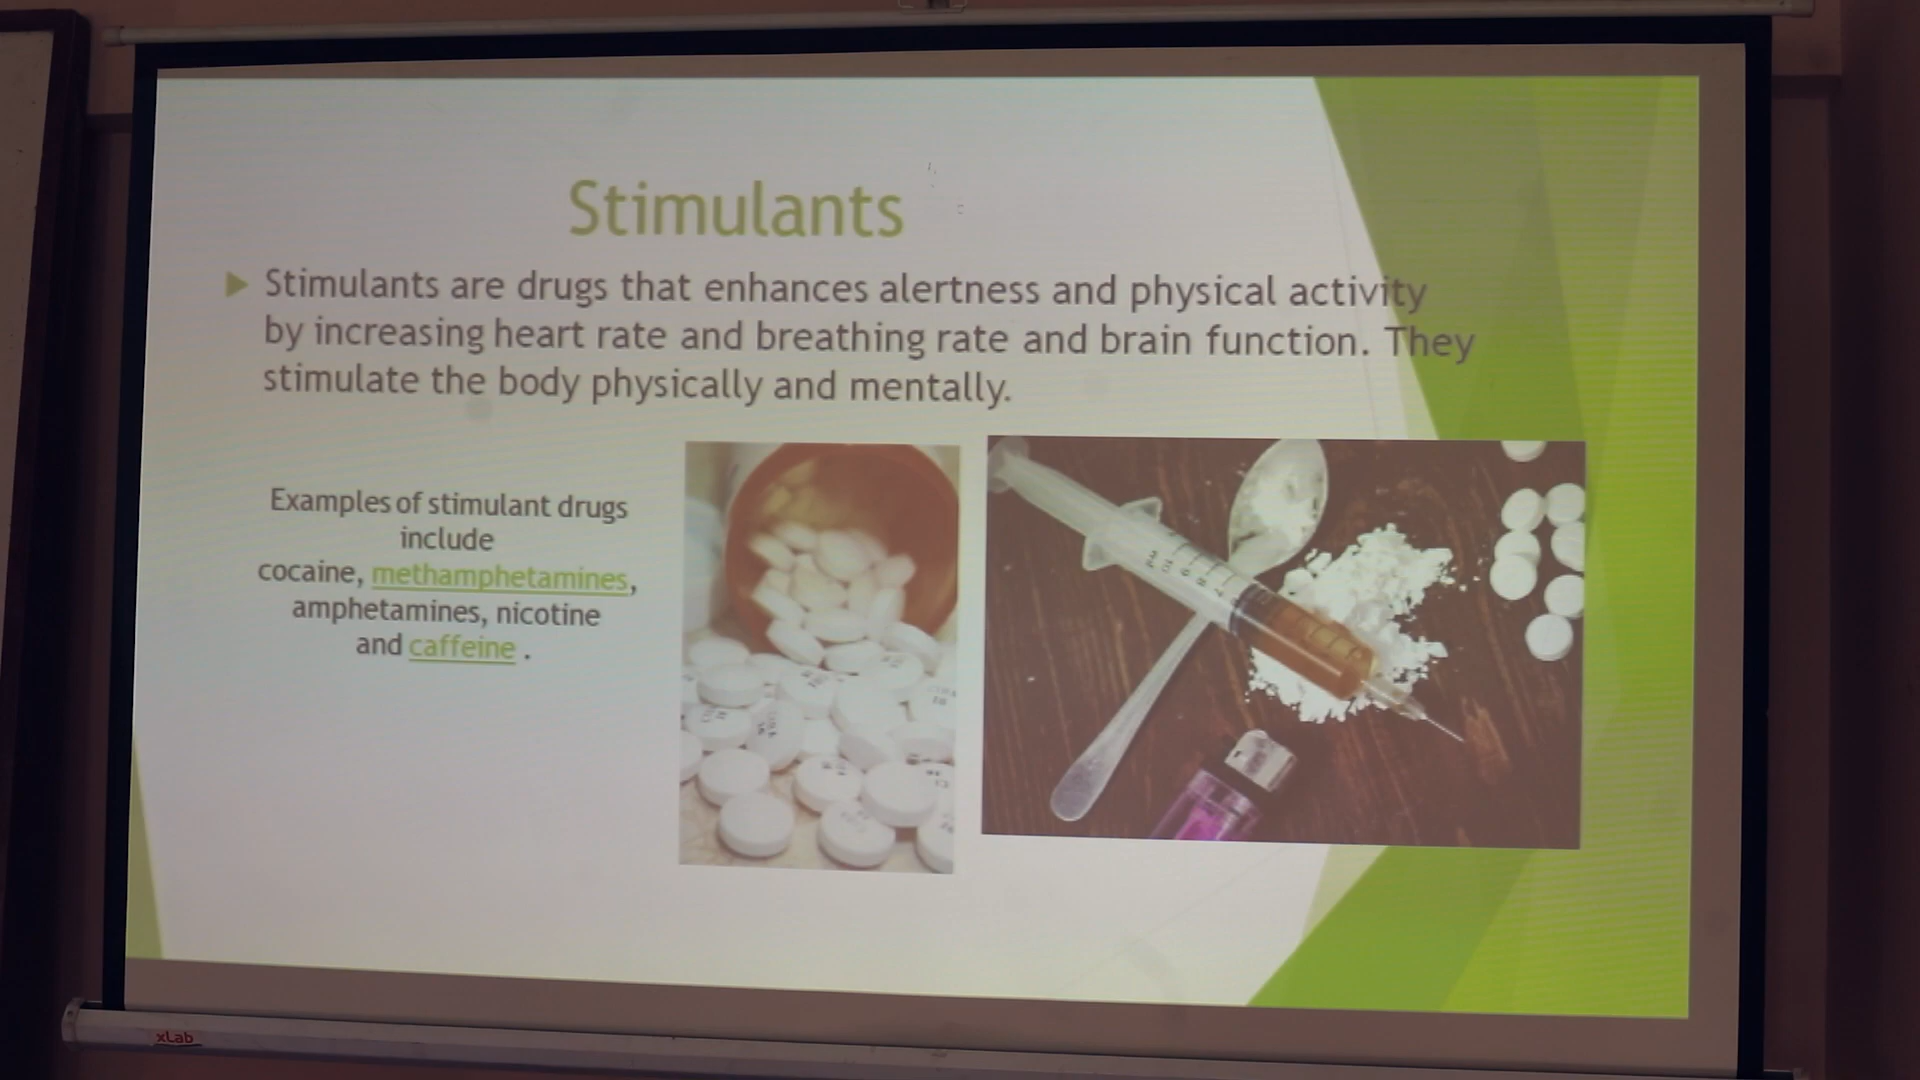 Stimulants
Stimulants are drugs that enhances alertness and physical activity
by increasing heart rate and breathing rate and brain function. They
stimulate the body physically and mentally.
Examples of stimulant drugs
include
cocaine, methamphetamines,
amphetamines, nicotine
and caffeine .
xLab